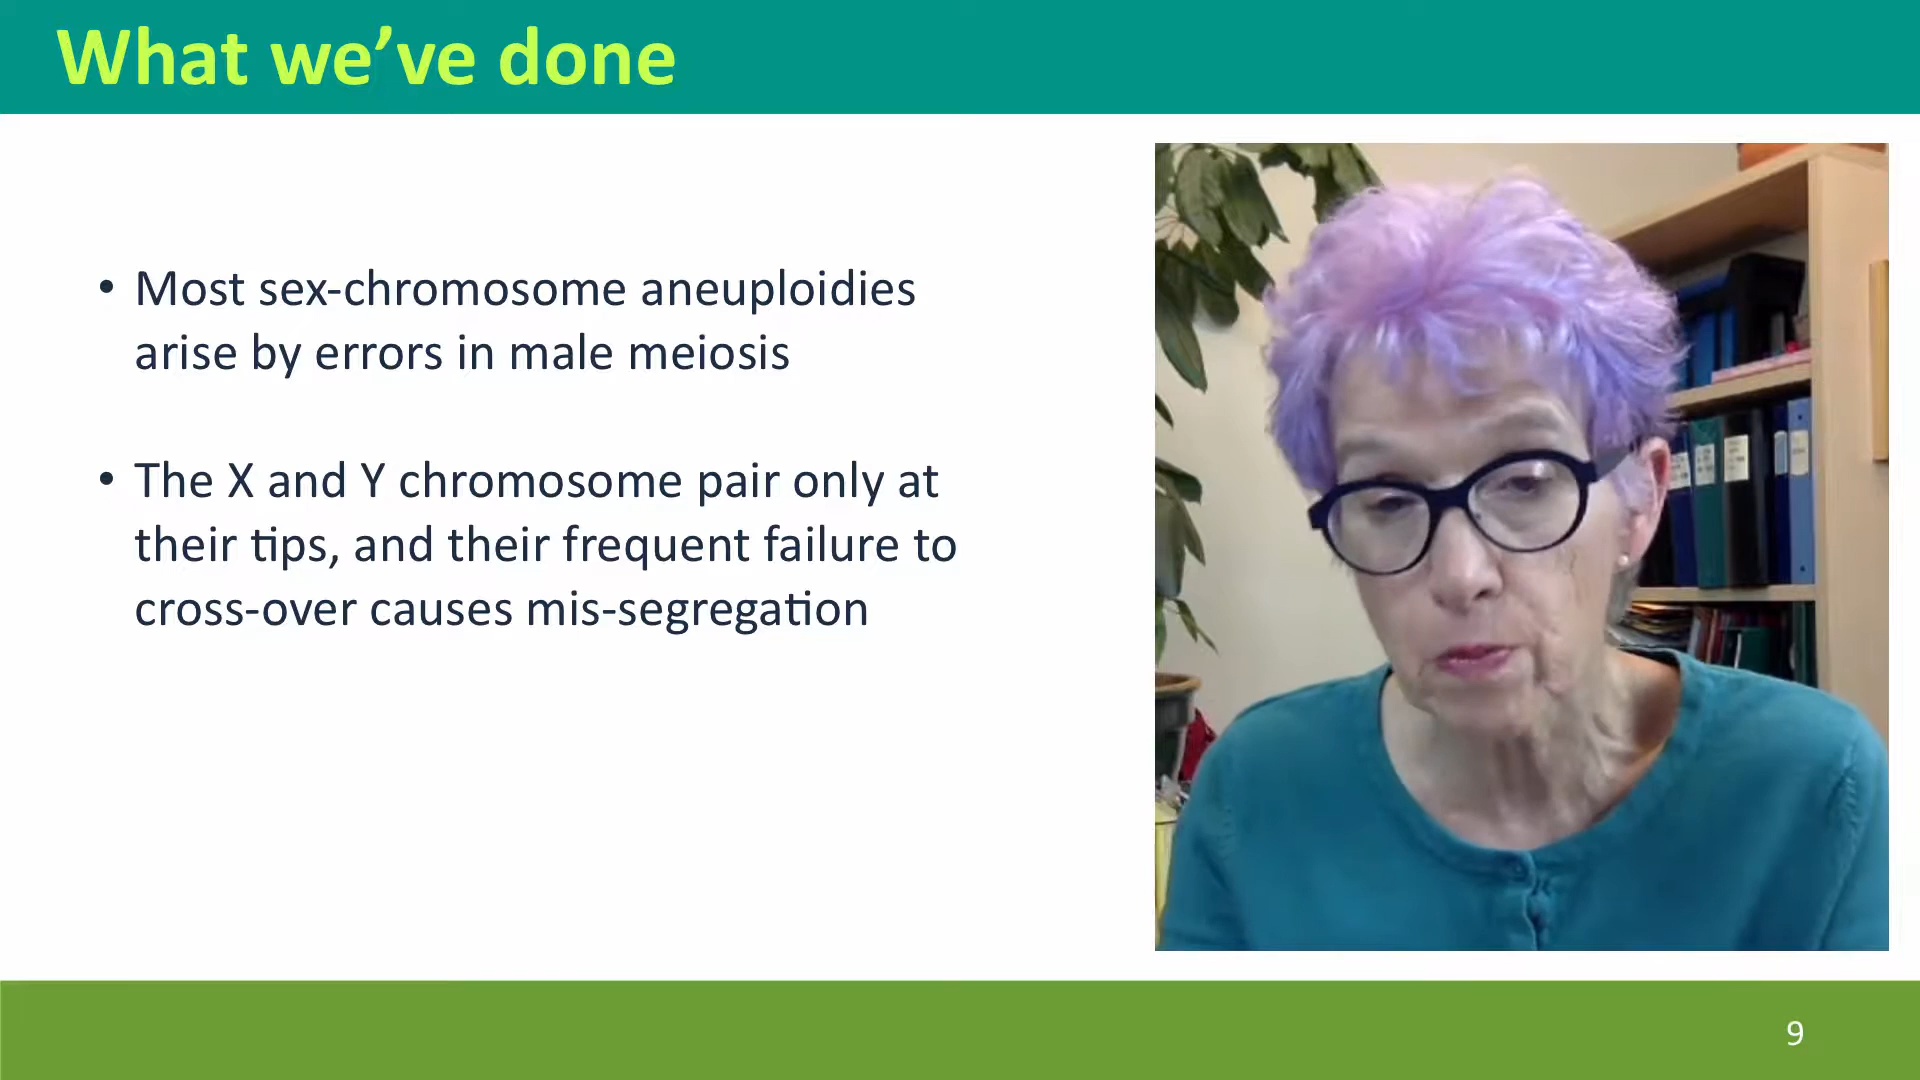 What we’ve done
• Most sex-chromosome aneuploidies
arise by errors in male meiosis
• The X and Y chromosome pair only at
their tips, and their frequent failure to
cross-over causes mis-segregation
9